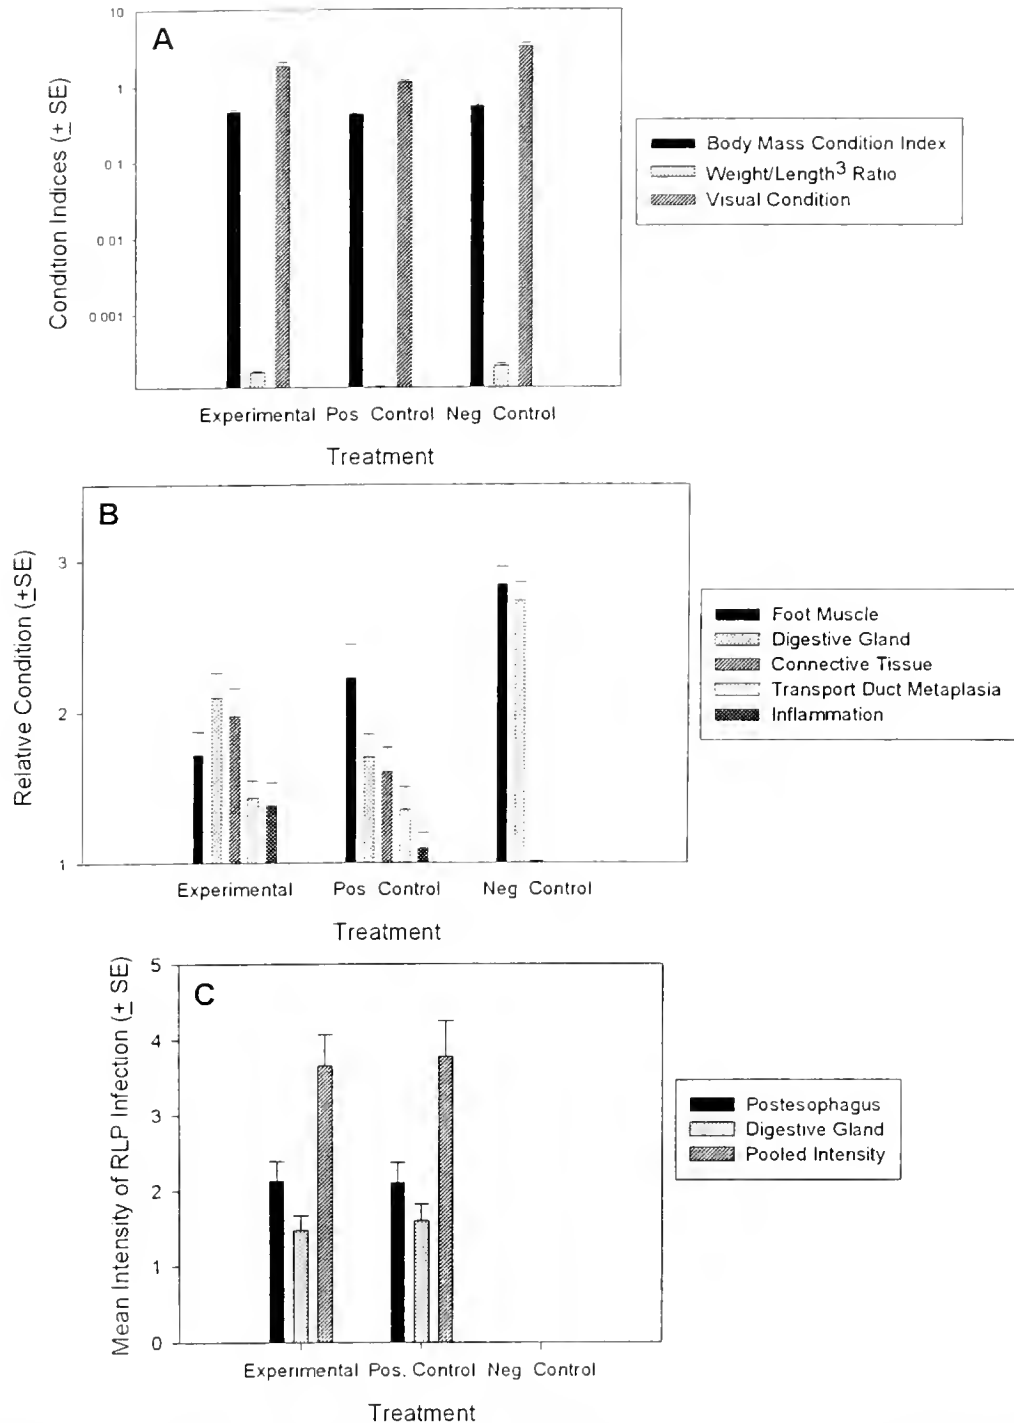 A
Condition Indices (± SE)
10
1
0.1
0.01
0.001
Experimental Pos Control Neg Control
Treatment
Body Mass Condition Index
Weight/Length3 Ratio
Visual Condition
B
Relative Condition (±SE)
3
2
1
Experimental Pos Control Neg Control
Treatment
Foot Muscle
Digestive Gland
Connective Tissue
Transport Duct Metaplasia
Inflammation
C
Mean Intensity of RLP Infection (± SE)
5
4
3
2
1
0
Experimental Pos. Control Neg Control
Treatment
Postesophagus
Digestive Gland
Pooled Intensity